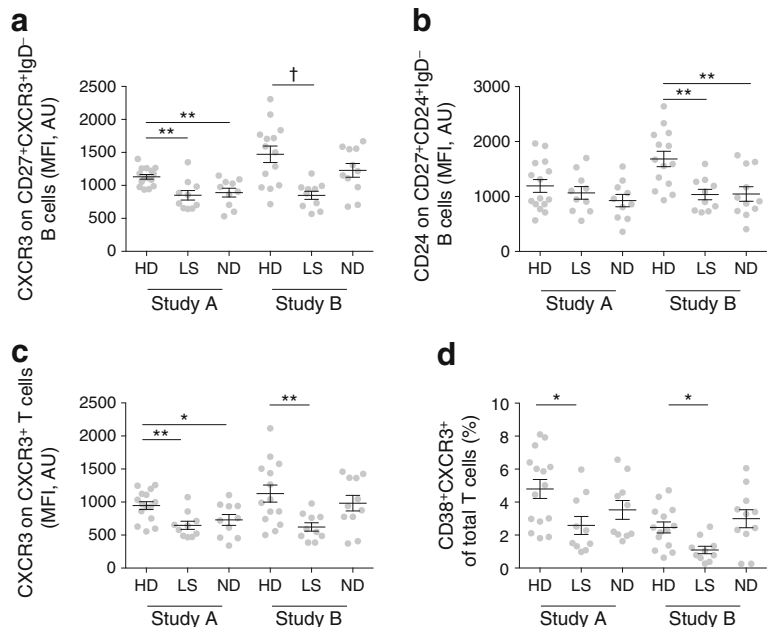 a
CXCR3 on CD27⁺CXCR3⁺IgD⁻
B cells (MFI, AU)
2500
2000
1500
1000
500
0
**
**
†
HD LS ND HD LS ND
Study A Study B
b
CD24 on CD27⁺CD24⁺IgD⁻
B cells (MFI, AU)
3000
2000
1000
0
**
**
HD LS ND HD LS ND
Study A Study B
c
CXCR3 on CXCR3⁺ T cells
(MFI, AU)
2500
2000
1500
1000
500
0
*
**
**
HD LS ND HD LS ND
Study A Study B
d
CD38⁺CXCR3⁺
of total T cells (%)
10
8
6
4
2
0
*
*
HD LS ND HD LS ND
Study A Study B